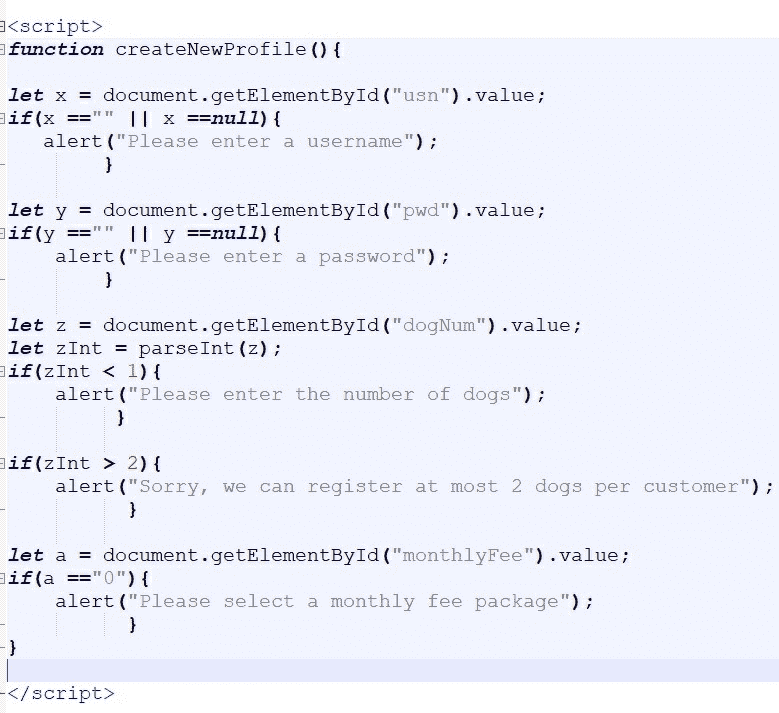 <script>
function createNewProfile(){
let x = document.getElementById("usn").value;
if(x =="" || x ==null){
alert("Please enter a username");
}
let y = document.getElementById("pwd").value;
if(y =="" || y ==null){
alert("Please enter a password");
}
let z = document.getElementById("dogNum").value;
let zInt = parseInt(z);
if(zInt < 1){
alert("Please enter the number of dogs");
}
if(zInt > 2){
alert("Sorry, we can register at most 2 dogs per customer");
}
let a = document.getElementById("monthlyFee").value;
if(a =="0"){
alert("Please select a monthly fee package");
}
}
</script>